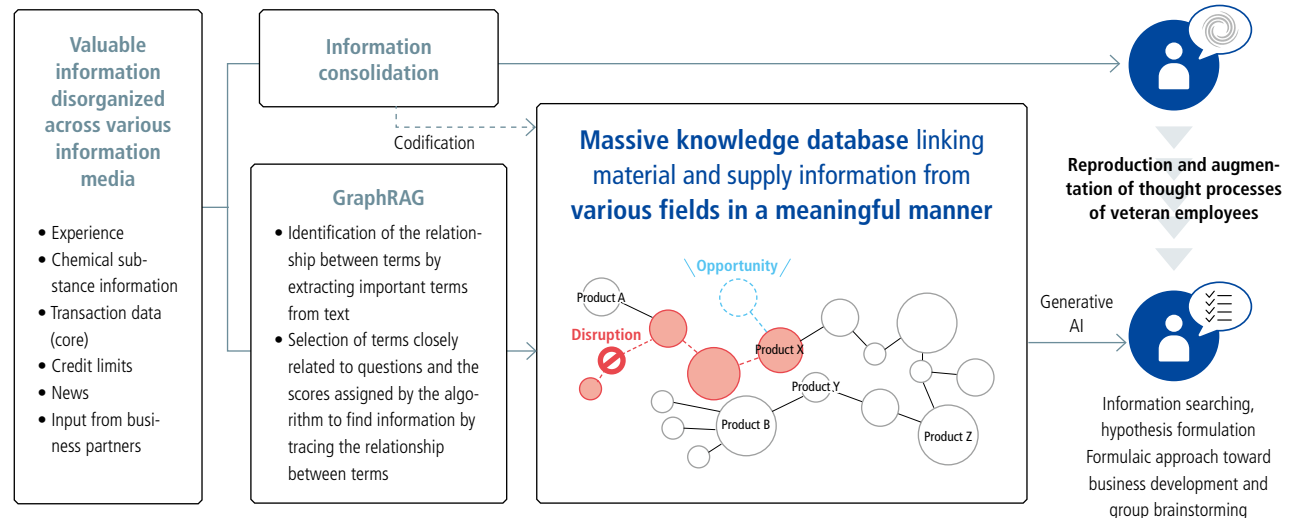 Valuable
information
disorganized
across various
information
media
• Experience
• Chemical sub-
stance information
• Transaction data
(core)
• Credit limits
• News
• Input from busi-
ness partners
Information
consolidation
Codification
GraphRAG
• Identification of the relation-
ship between terms by
extracting important terms
from text
• Selection of terms closely
related to questions and the
scores assigned by the algo-
rithm to find information by
tracing the relationship
between terms
Massive knowledge database linking
material and supply information from
various fields in a meaningful manner
Opportunity
Product A
Disruption
Product X
Product Y
Product B
Product Z
Generative
AI
Reproduction and augmen-
tation of thought processes
of veteran employees
Information searching,
hypothesis formulation
Formulaic approach toward
business development and
group brainstorming